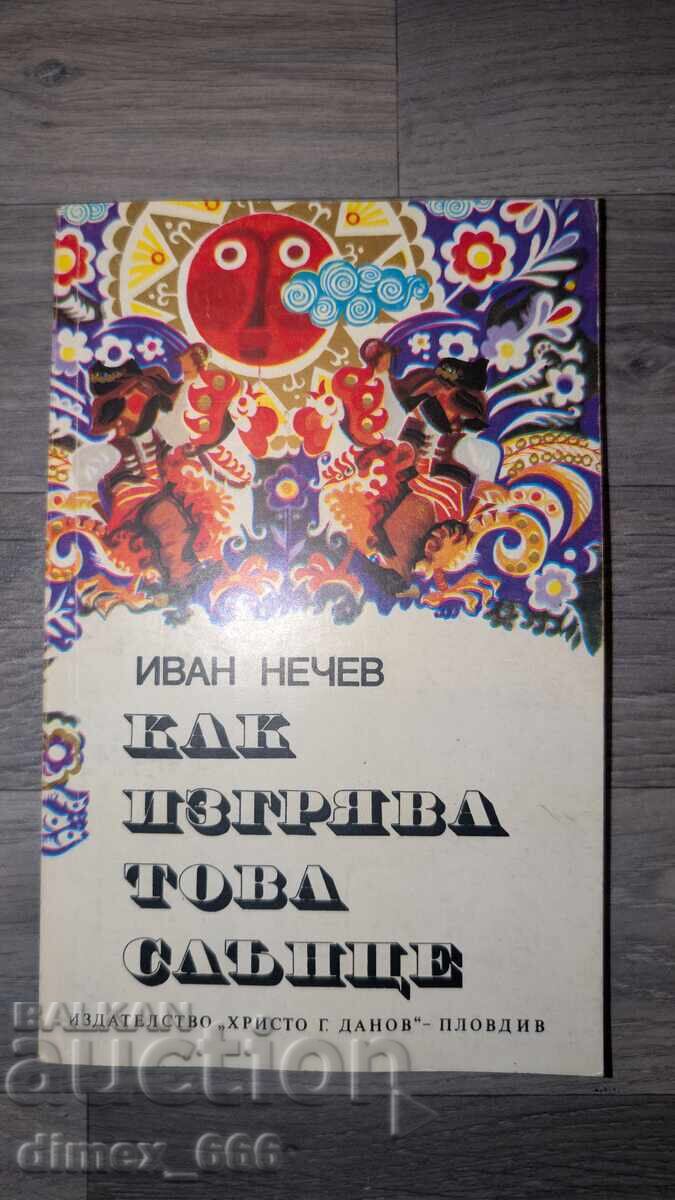 ИВАН НЕЧЕВ
КАК
ИЗГРЯВА
ТОВА
СЛЪНЦЕ
ИЗДАТЕЛСТВО „ХРИСТО Г. ДАНОВ“ – ПЛОВДИВ
BALKAN
auction
dimex_666